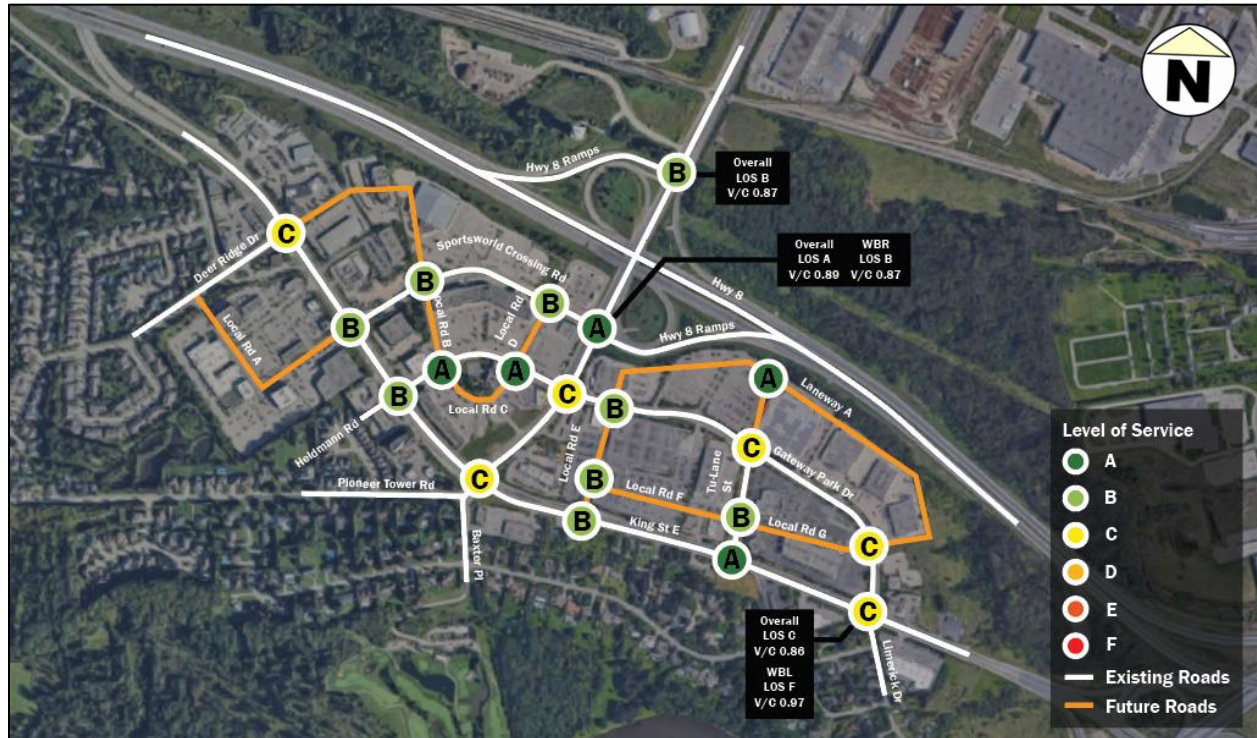 N
Hwy 8 Ramps
B
Overall
LOS B
V/C 0.87
C
Deer Ridge Dr
Sportsworld Crossing Rd
Overall
LOS A
V/C 0.89
WBR
LOS B
V/C 0.87
Hwy 8
B
Local Rd B
Local Rd
D
B
A
Hwy 8 Ramps
Local Rd A
B
A
A
A
Laneway A
B
Local Rd C
C
B
Heldmann Rd
Local Rd E
C
Tu-Lane
St
Gateway Park Dr
Pioneer Tower Rd
C
B
Local Rd F
B
King St E
B
Local Rd G
C
Baxter Pl
A
C
Limerick Dr
Overall
LOS C
V/C 0.86
WBL
LOS F
V/C 0.97
Level of Service
A
B
C
D
E
F
Existing Roads
Future Roads